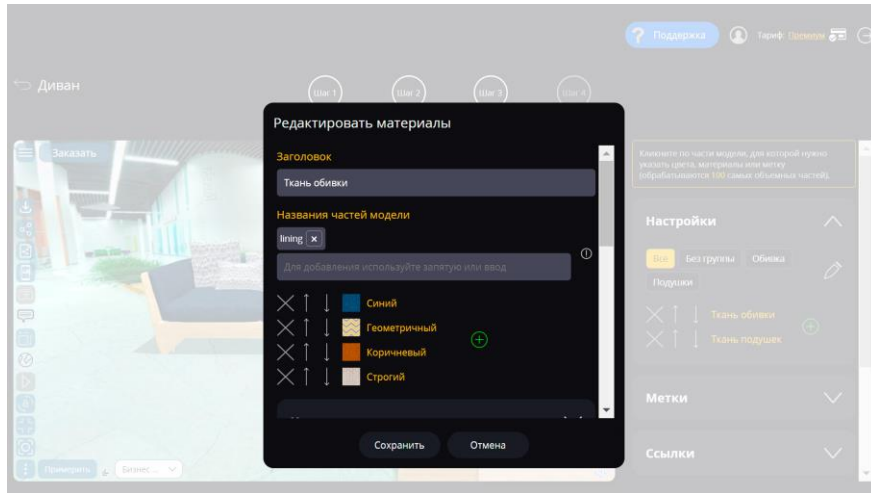 Поддержка
Тариф: Премиум
Диван
Шаг 1
Шаг 2
Шаг 3
Шаг 4
Редактировать материалы
Заказать
Заголовок
Ткань обивки
Названия частей модели
lining
Для добавления используйте запятую или ввод
Синий
Геометричный
Коричневый
Строгий
Сохранить
Отмена
Кликните по части модели, для которой нужно
указать цвета, материалы или метку
(обрабатываются 100 самых объемных частей).
Настройки
Все
Без группы
Обивка
Подушки
Ткань обивки
Ткань подушек
Метки
Ссылки
Примерить
Бизнес...